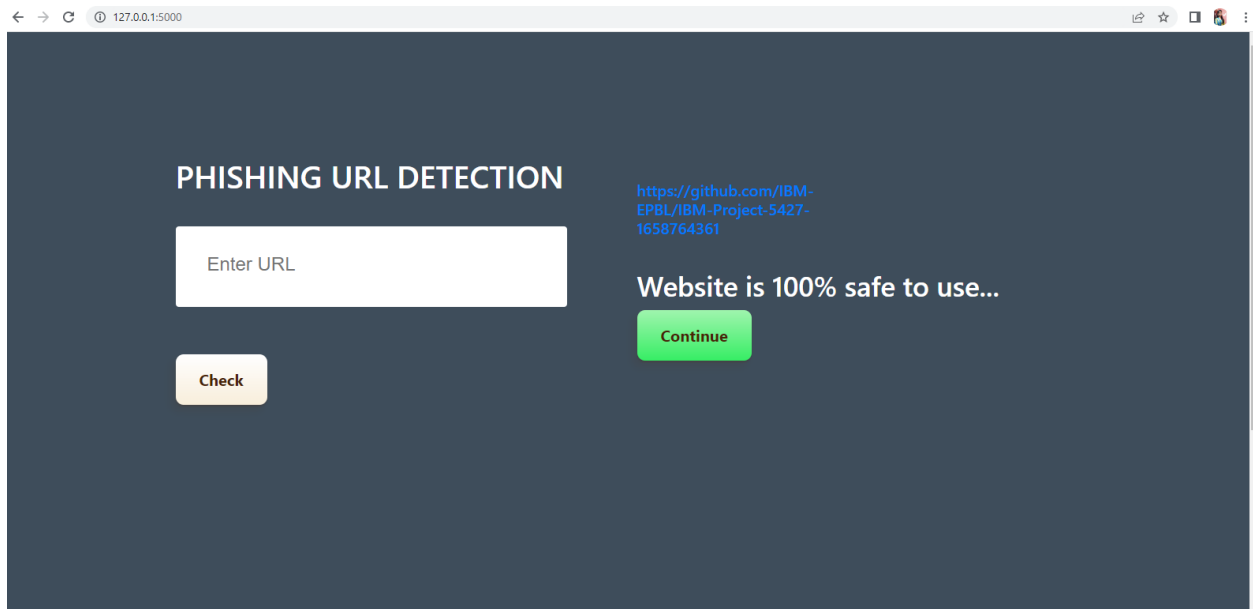 127.0.0.1:5000
PHISHING URL DETECTION
Enter URL
Check
https://github.com/IBM-
EPBL/IBM-Project-5427-
1658764361
Website is 100% safe to use...
Continue